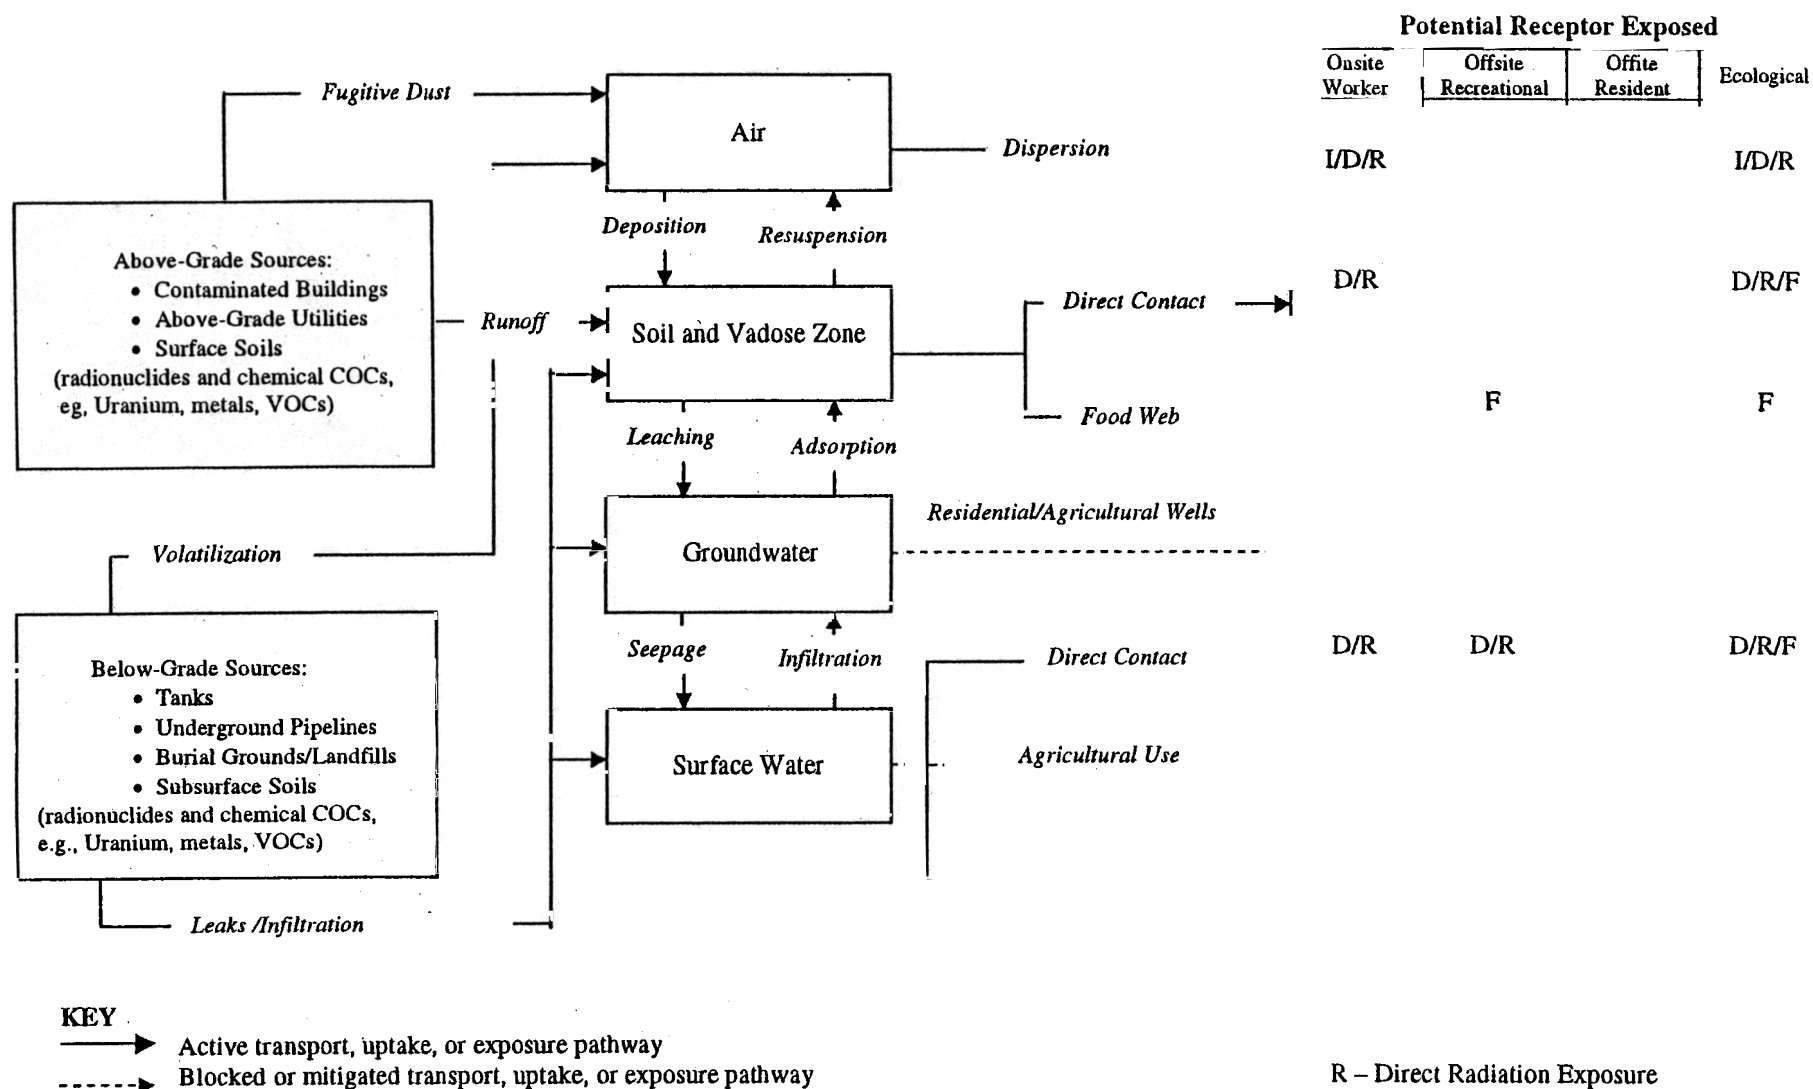 Potential Receptor Exposed
Onsite
Worker
Offsite
Recreational
Offite
Resident
Ecological
Fugitive Dust
Air
Dispersion
I/D/R
I/D/R
Deposition
Resuspension
Above-Grade Sources:
• Contaminated Buildings
• Above-Grade Utilities
• Surface Soils
(radionuclides and chemical COCs,
eg, Uranium, metals, VOCs)
Runoff
Soil and Vadose Zone
Direct Contact
D/R
D/R/F
Food Web
F
F
Leaching
Adsorption
Residential/Agricultural Wells
Volatilization
Groundwater
Seepage
Infiltration
Direct Contact
D/R
D/R
D/R/F
Below-Grade Sources:
• Tanks
• Underground Pipelines
• Burial Grounds/Landfills
• Subsurface Soils
(radionuclides and chemical COCs,
e.g., Uranium, metals, VOCs)
Surface Water
Agricultural Use
Leaks /Infiltration
KEY
Active transport, uptake, or exposure pathway
Blocked or mitigated transport, uptake, or exposure pathway
R – Direct Radiation Exposure